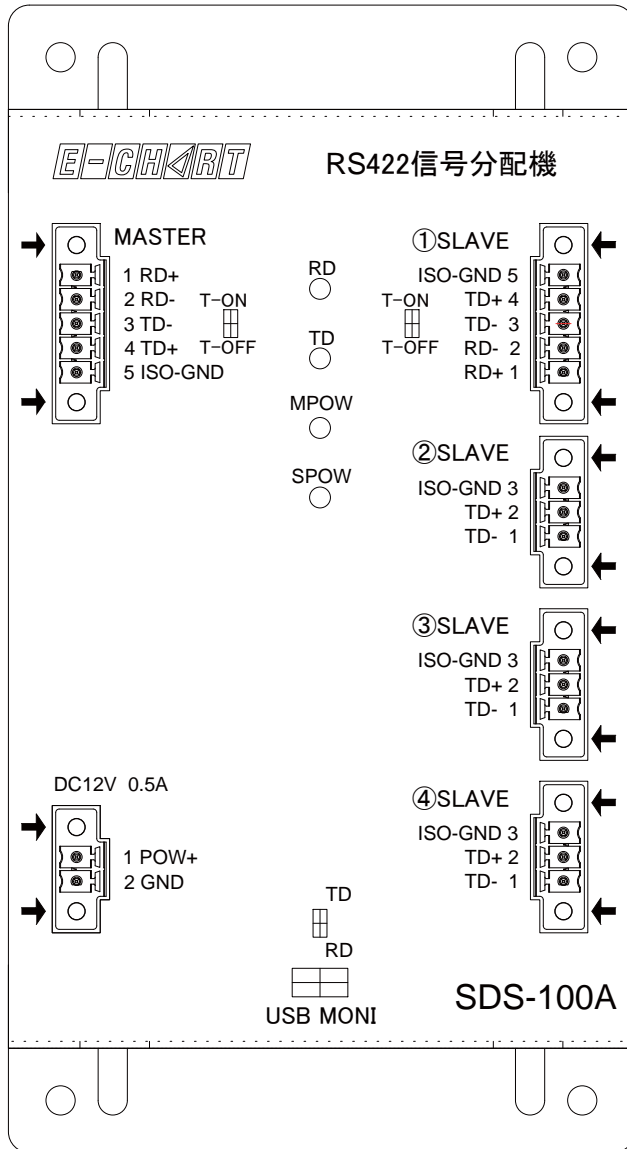 E-CHART
RS422信号分配機
MASTER
1 RD+
2 RD-
3 TD-
4 TD+
5 ISO-GND
T-ON
T-OFF
RD
TD
MPOW
SPOW
T-ON
T-OFF
①SLAVE
ISO-GND 5
TD+ 4
TD- 3
RD- 2
RD+ 1
②SLAVE
ISO-GND 3
TD+ 2
TD- 1
③SLAVE
ISO-GND 3
TD+ 2
TD- 1
DC12V 0.5A
1 POW+
2 GND
④SLAVE
ISO-GND 3
TD+ 2
TD- 1
TD
RD
USB MONI
SDS-100A